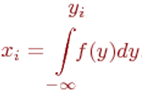 x_i = \int_{-\infty}^{y_i} f(y)dy.